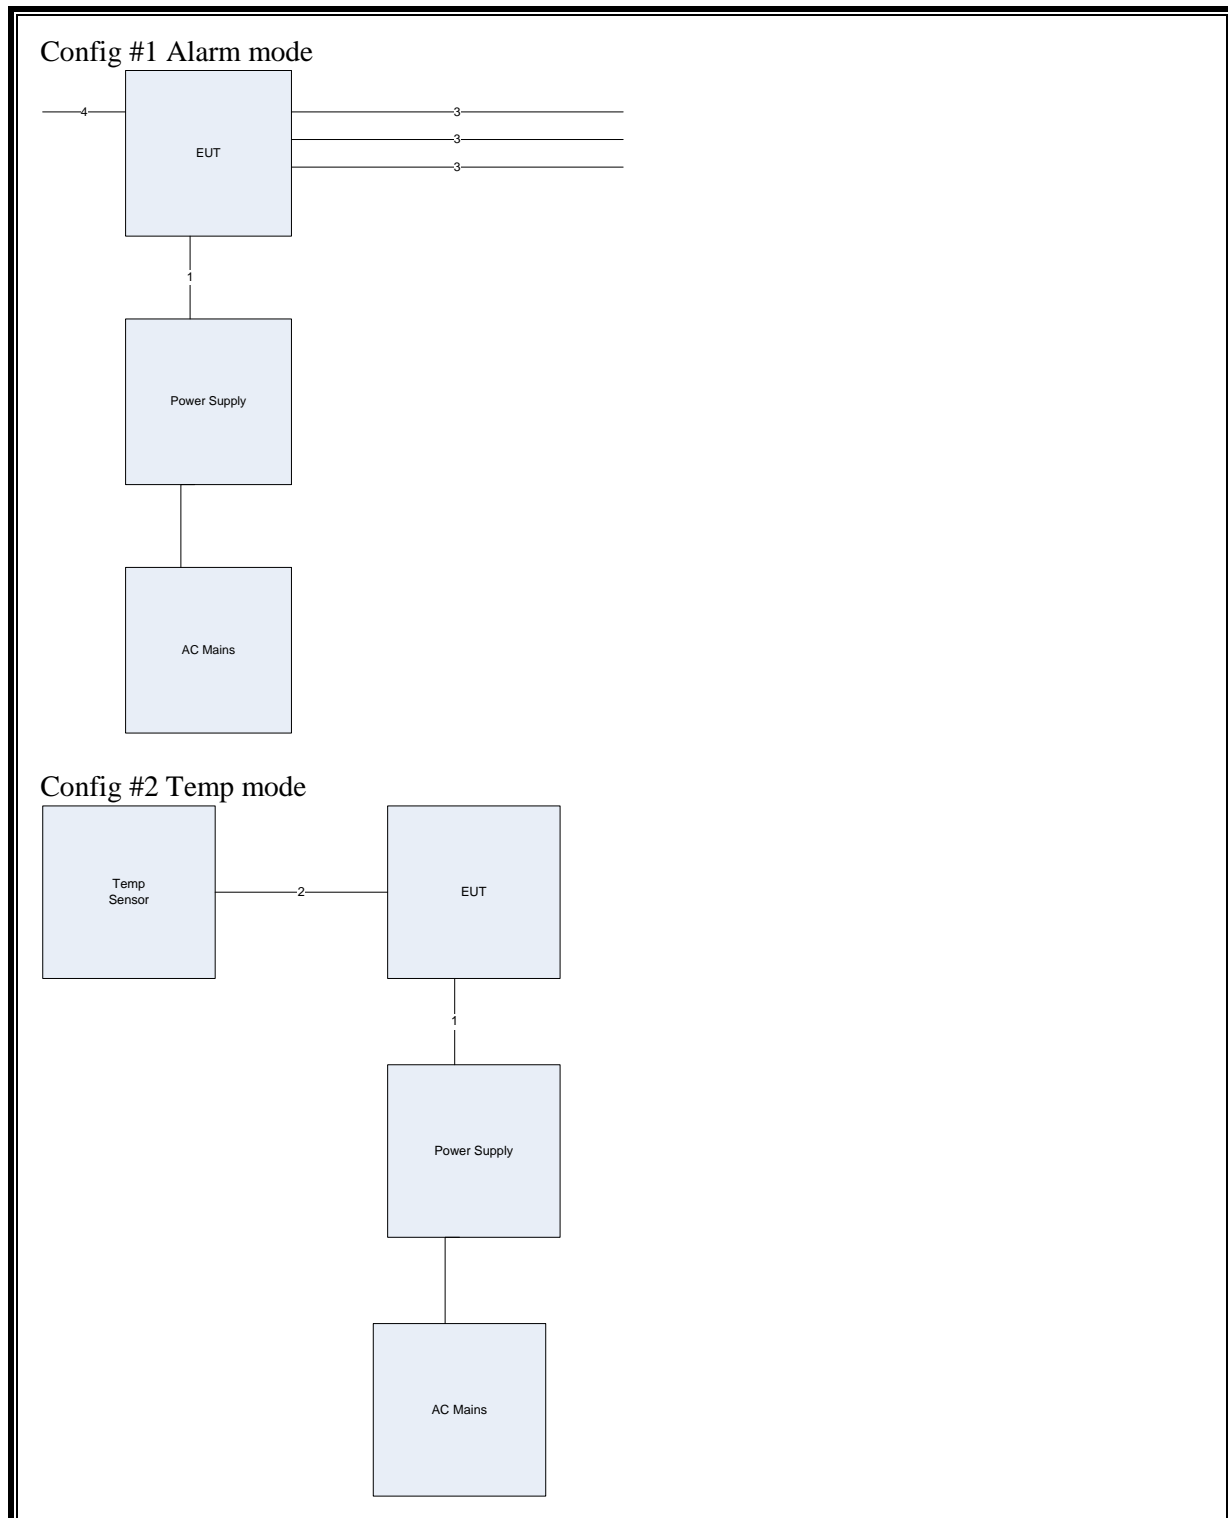 Config #1 Alarm mode
4
3
3
EUT
3
1
Power Supply
AC Mains
Config #2 Temp mode
Temp
Sensor
2
EUT
1
Power Supply
AC Mains